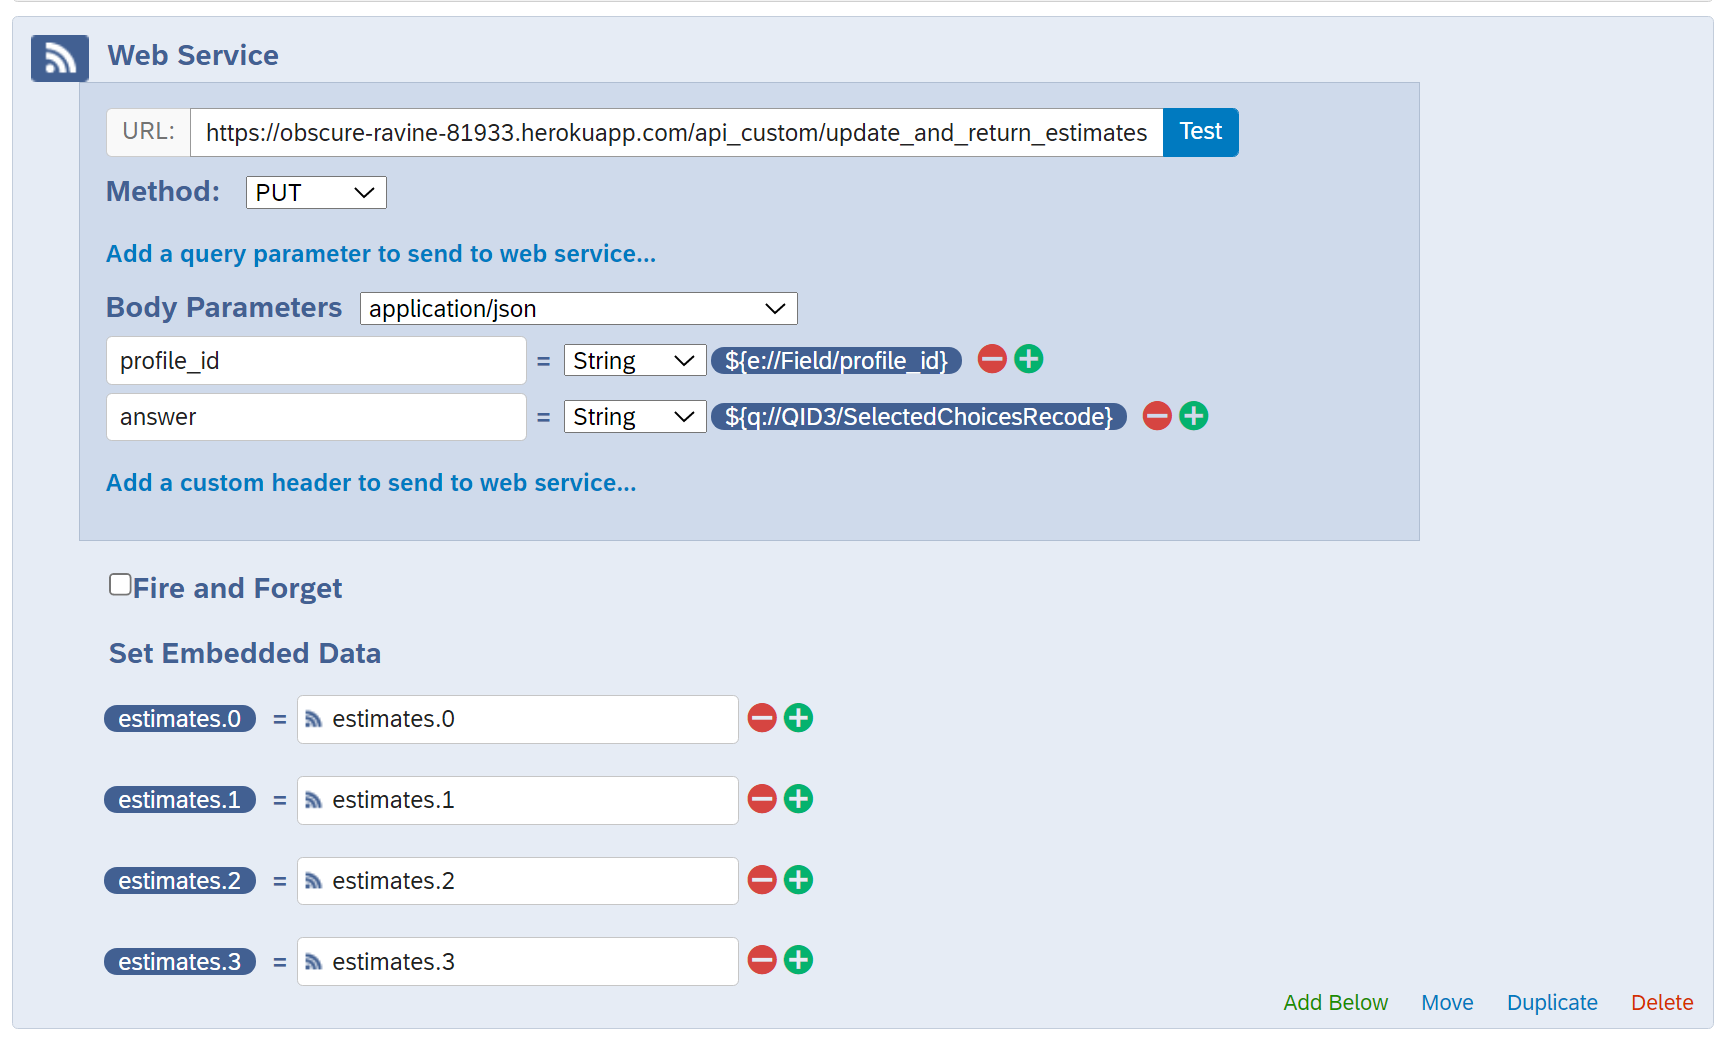 Web Service
URL: https://obscure-ravine-81933.herokuapp.com/api_custom/update_and_return_estimates Test
Method: PUT
Add a query parameter to send to web service...
Body Parameters application/json
profile_id = String ${e://Field/profile_id}
answer = String ${q://QID3/SelectedChoicesRecode}
Add a custom header to send to web service...
Fire and Forget
Set Embedded Data
estimates.0 = estimates.0
estimates.1 = estimates.1
estimates.2 = estimates.2
estimates.3 = estimates.3
Add Below Move Duplicate Delete